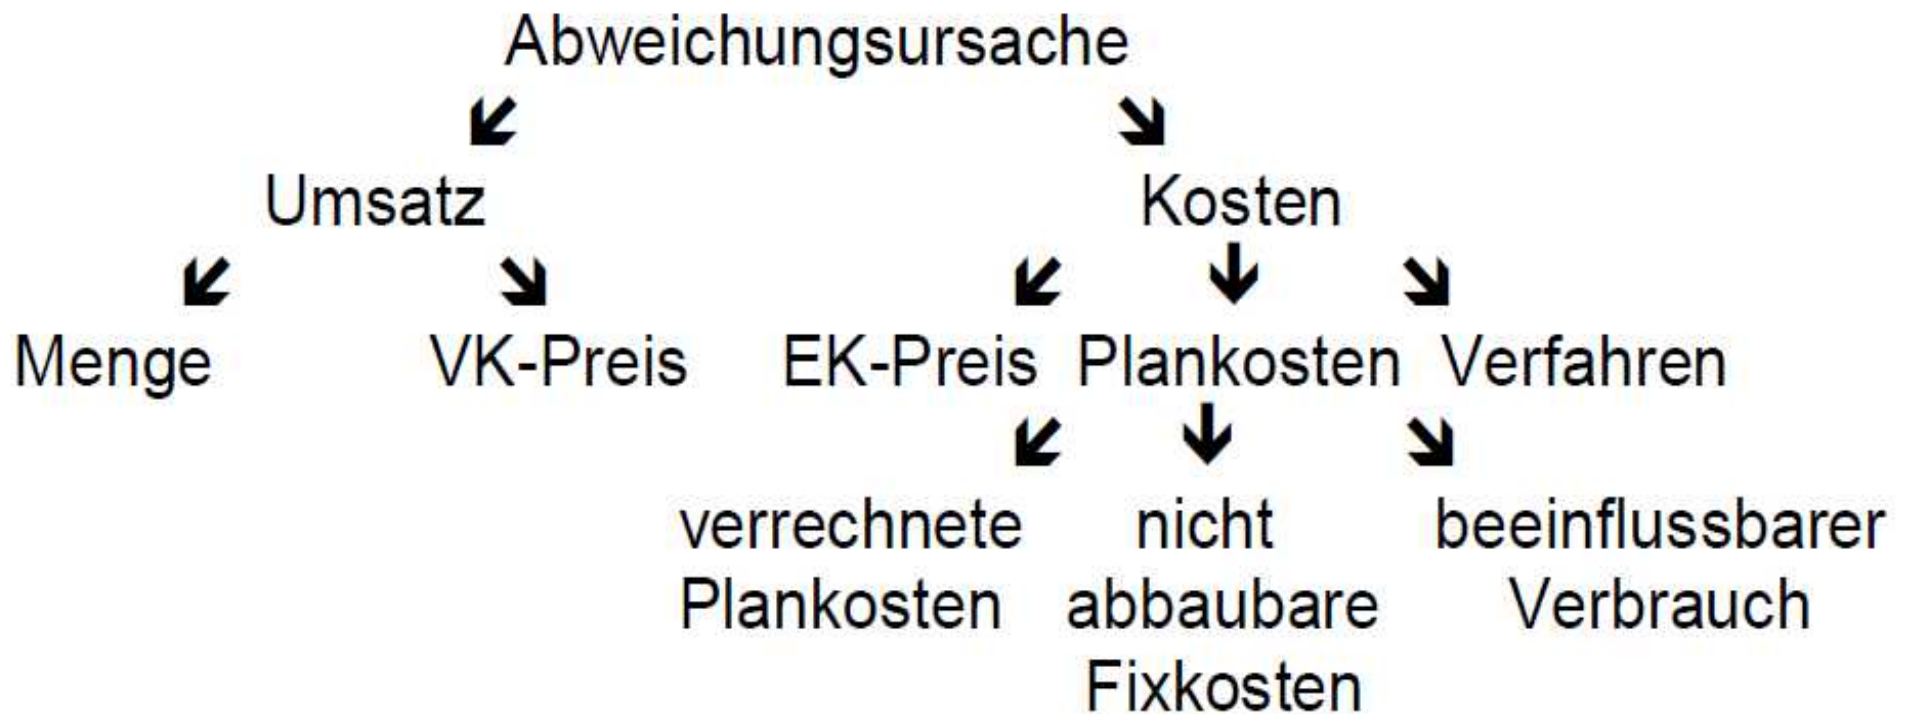 Abweichungsursache
Umsatz Kosten
Menge VK-Preis EK-Preis Plankosten Verfahren
verrechnete nicht beeinflussbarer
Plankosten abbaubare Verbrauch
Fixkosten